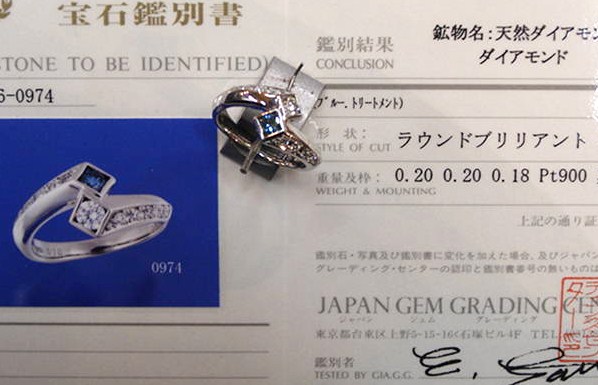 宝石鑑別書
STONE TO BE IDENTIFIED)
6-0974
0974
鑑別結果
CONCLUSION
鉱物名:天然ダイアモン
ダイアモンド
(ブルー.トリートメント)
形状:
STYLE OF CUT
ラウンドブリリアント
重量及枠:
WEIGHT & MOUNTING
0.20 0.20 0.18 Pt900
上記の通り証
鑑別石・写真及び鑑別書に変化を加えた場合、及びジャパン
グレーディング・センターの認印と鑑別書番号の無いものは
JAPAN GEM GRADING CEN
ジャパン ジェム グレーディング
東京都台東区上野5-15-16<石塚ビル4F TEL
鑑別者
TESTED BY GIA.G.G.